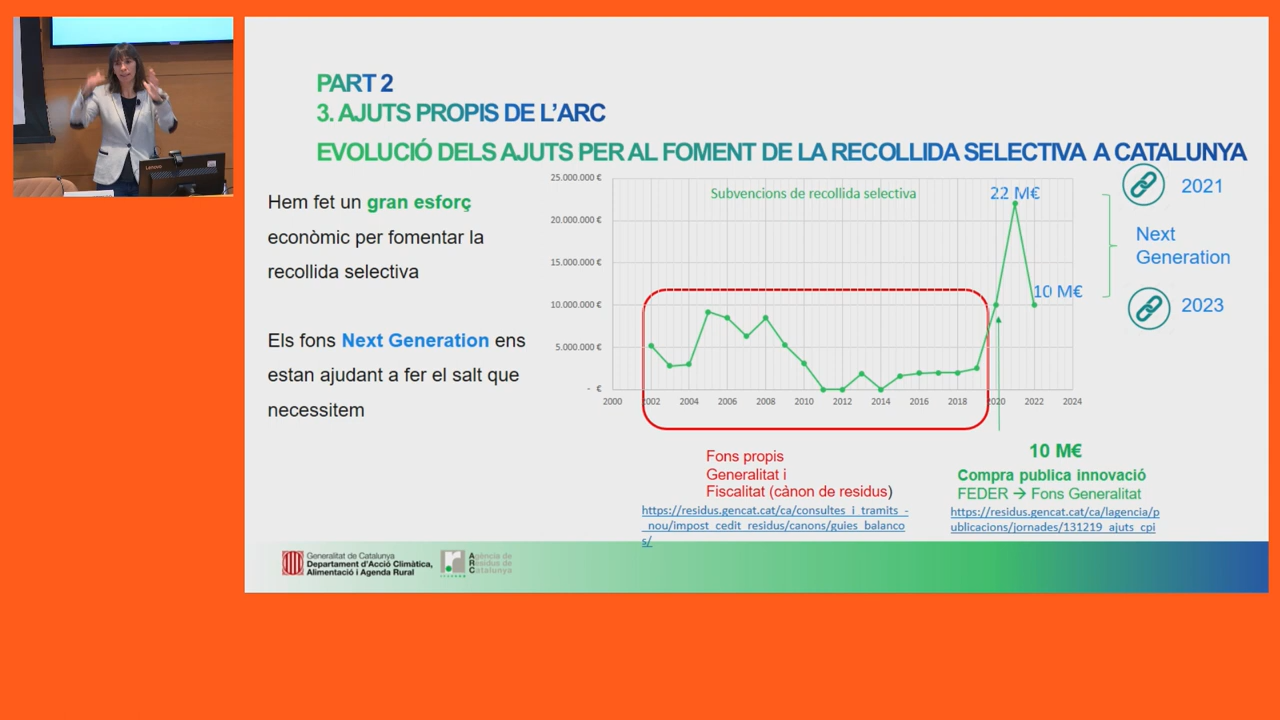 Lenovo
PART 2
3. AJUTS PROPIS DE L'ARC
EVOLUCIÓ DELS AJUTS PER AL FOMENT DE LA RECOLLIDA SELECTIVA A CATALUNYA
Hem fet un gran esforç
econòmic per fomentar la
recollida selectiva
Els fons Next Generation ens
estan ajudant a fer el salt que
necessitem
Subvencions de recollida selectiva
25.000.000 €
20.000.000 €
15.000.000 €
10.000.000 €
5.000.000 €
- €
2000 2002 2004 2006 2008 2010 2012 2014 2016 2018 2020 2022 2024
22 M€
10 M€
2021
Next
Generation
2023
Fons propis
Generalitat i
Fiscalitat (cànon de residus)
https://residus.gencat.cat/ca/consultes_i_tramits_-
_nou/impost_cedit_residus/canons/guies_balanco
s/
10 M€
Compra publica innovació
FEDER → Fons Generalitat
https://residus.gencat.cat/ca/lagencia/p
ublicacions/jornades/131219_ajuts_cpi
Generalitat de Catalunya
Departament d'Acció Climàtica,
Alimentació i Agenda Rural
Agència de
Residus de
Catalunya